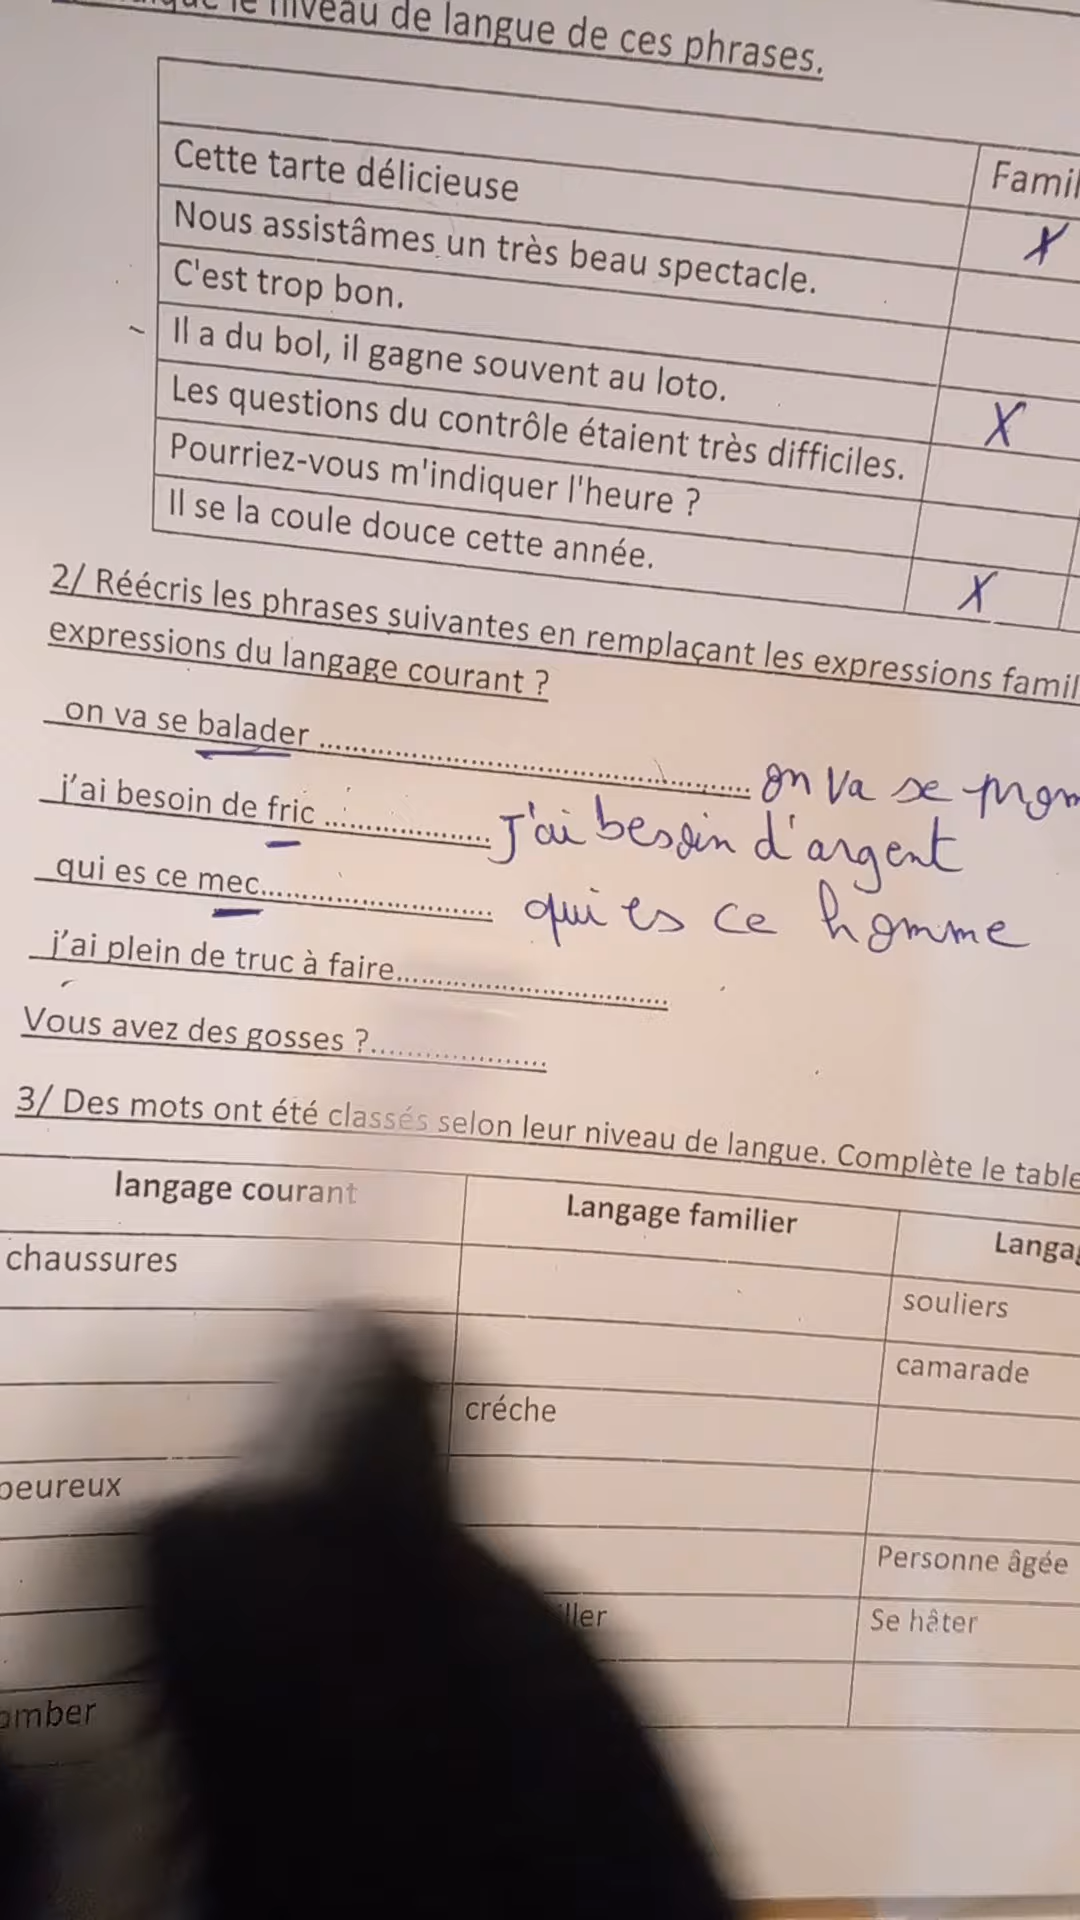 le niveau de langue de ces phrases.
Famil
Cette tarte délicieuse X
Nous assistâmes un très beau spectacle.
C'est trop bon.
Il a du bol, il gagne souvent au loto. X
Les questions du contrôle étaient très difficiles.
Pourriez-vous m'indiquer l'heure ?
Il se la coule douce cette année. X
2/ Réécris les phrases suivantes en remplaçant les expressions famil
expressions du langage courant ?
on va se balader .......... on va se prom
j'ai besoin de fric .......... J'ai besoin d'argent
qui es ce mec.......... qui es ce homme
j'ai plein de truc à faire..........
Vous avez des gosses ?..........
3/ Des mots ont été classés selon leur niveau de langue. Complète le table
langage courant Langage familier Langag
chaussures souliers
camarade
créche
peureux
Personne âgée
ller Se hâter
omber